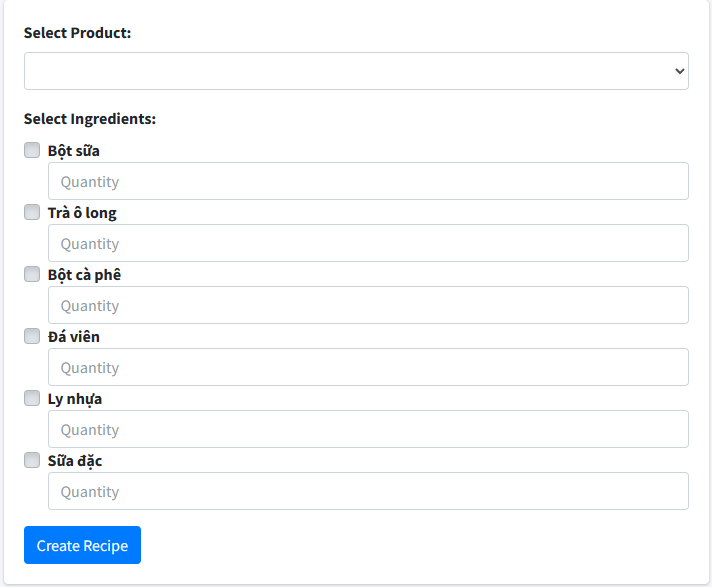 Select Product:
Select Ingredients:
Bột sữa
Quantity
Trà ô long
Quantity
Bột cà phê
Quantity
Đá viên
Quantity
Ly nhựa
Quantity
Sữa đặc
Quantity
Create Recipe